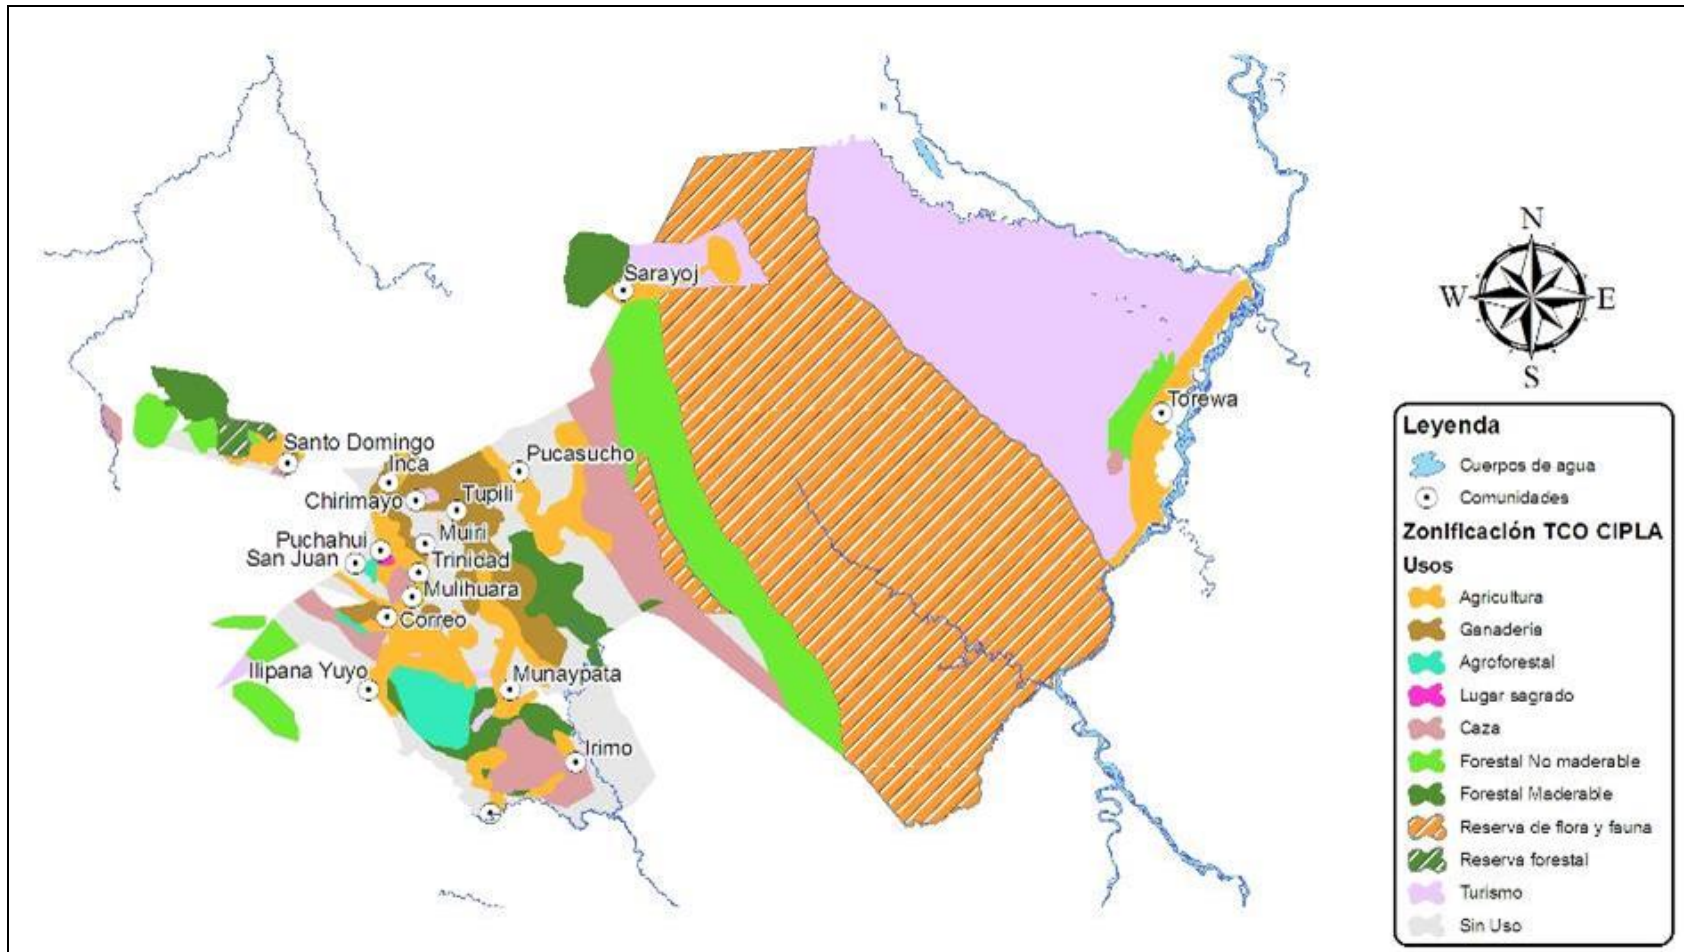 N
W
E
S
Sarayoj
Torewa
Santo Domingo
Inca
Pucasucho
Chirimayo
Tupili
Puchahui
Muiri
San Juan
Trinidad
Mulihuara
Correo
Ilipana Yuyo
Munaypata
Irimo
Leyenda
Cuerpos de agua
Comunidades
Zonificación TCO CIPLA
Usos
Agricultura
Ganadería
Agroforestal
Lugar sagrado
Caza
Forestal No maderable
Forestal Maderable
Reserva de flora y fauna
Reserva forestal
Turismo
Sin Uso